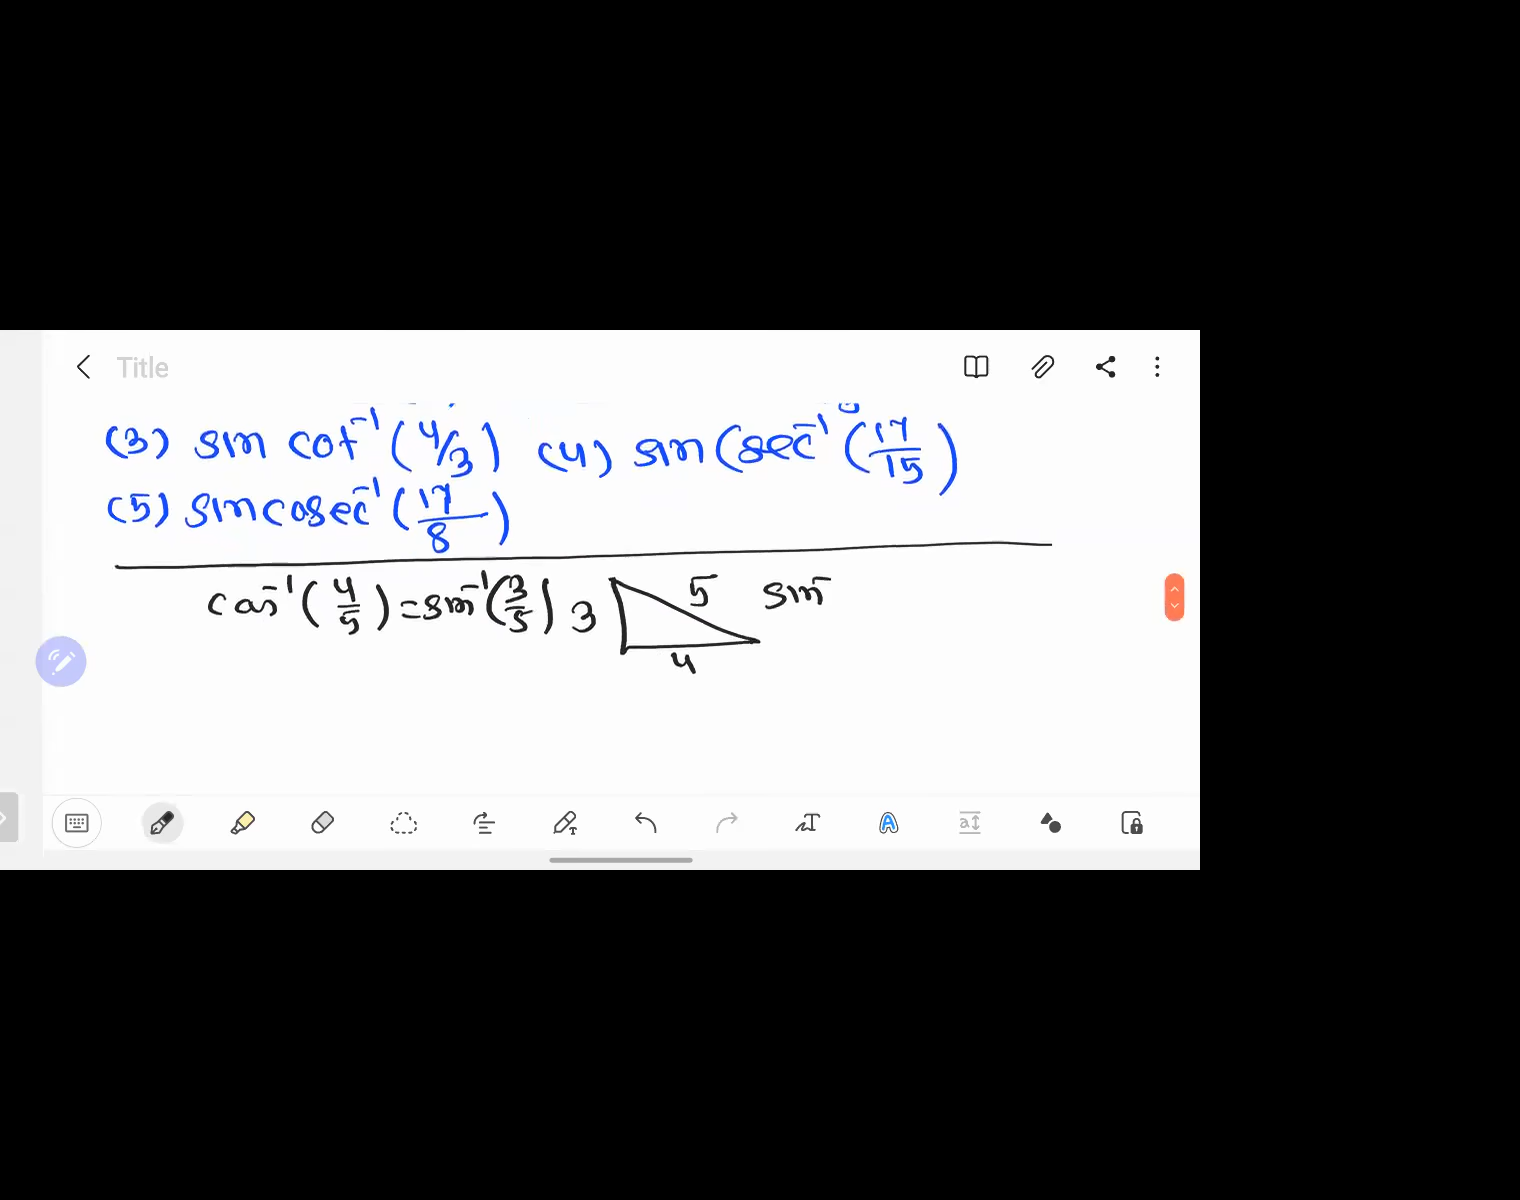 Title
(3) sin cot⁻¹(4/3) (4) sin(sec⁻¹(17/15)
(5) sin cosec⁻¹(17/8)
cos⁻¹(4/5) = sin⁻¹(3/5) 3 5 sin⁻
4